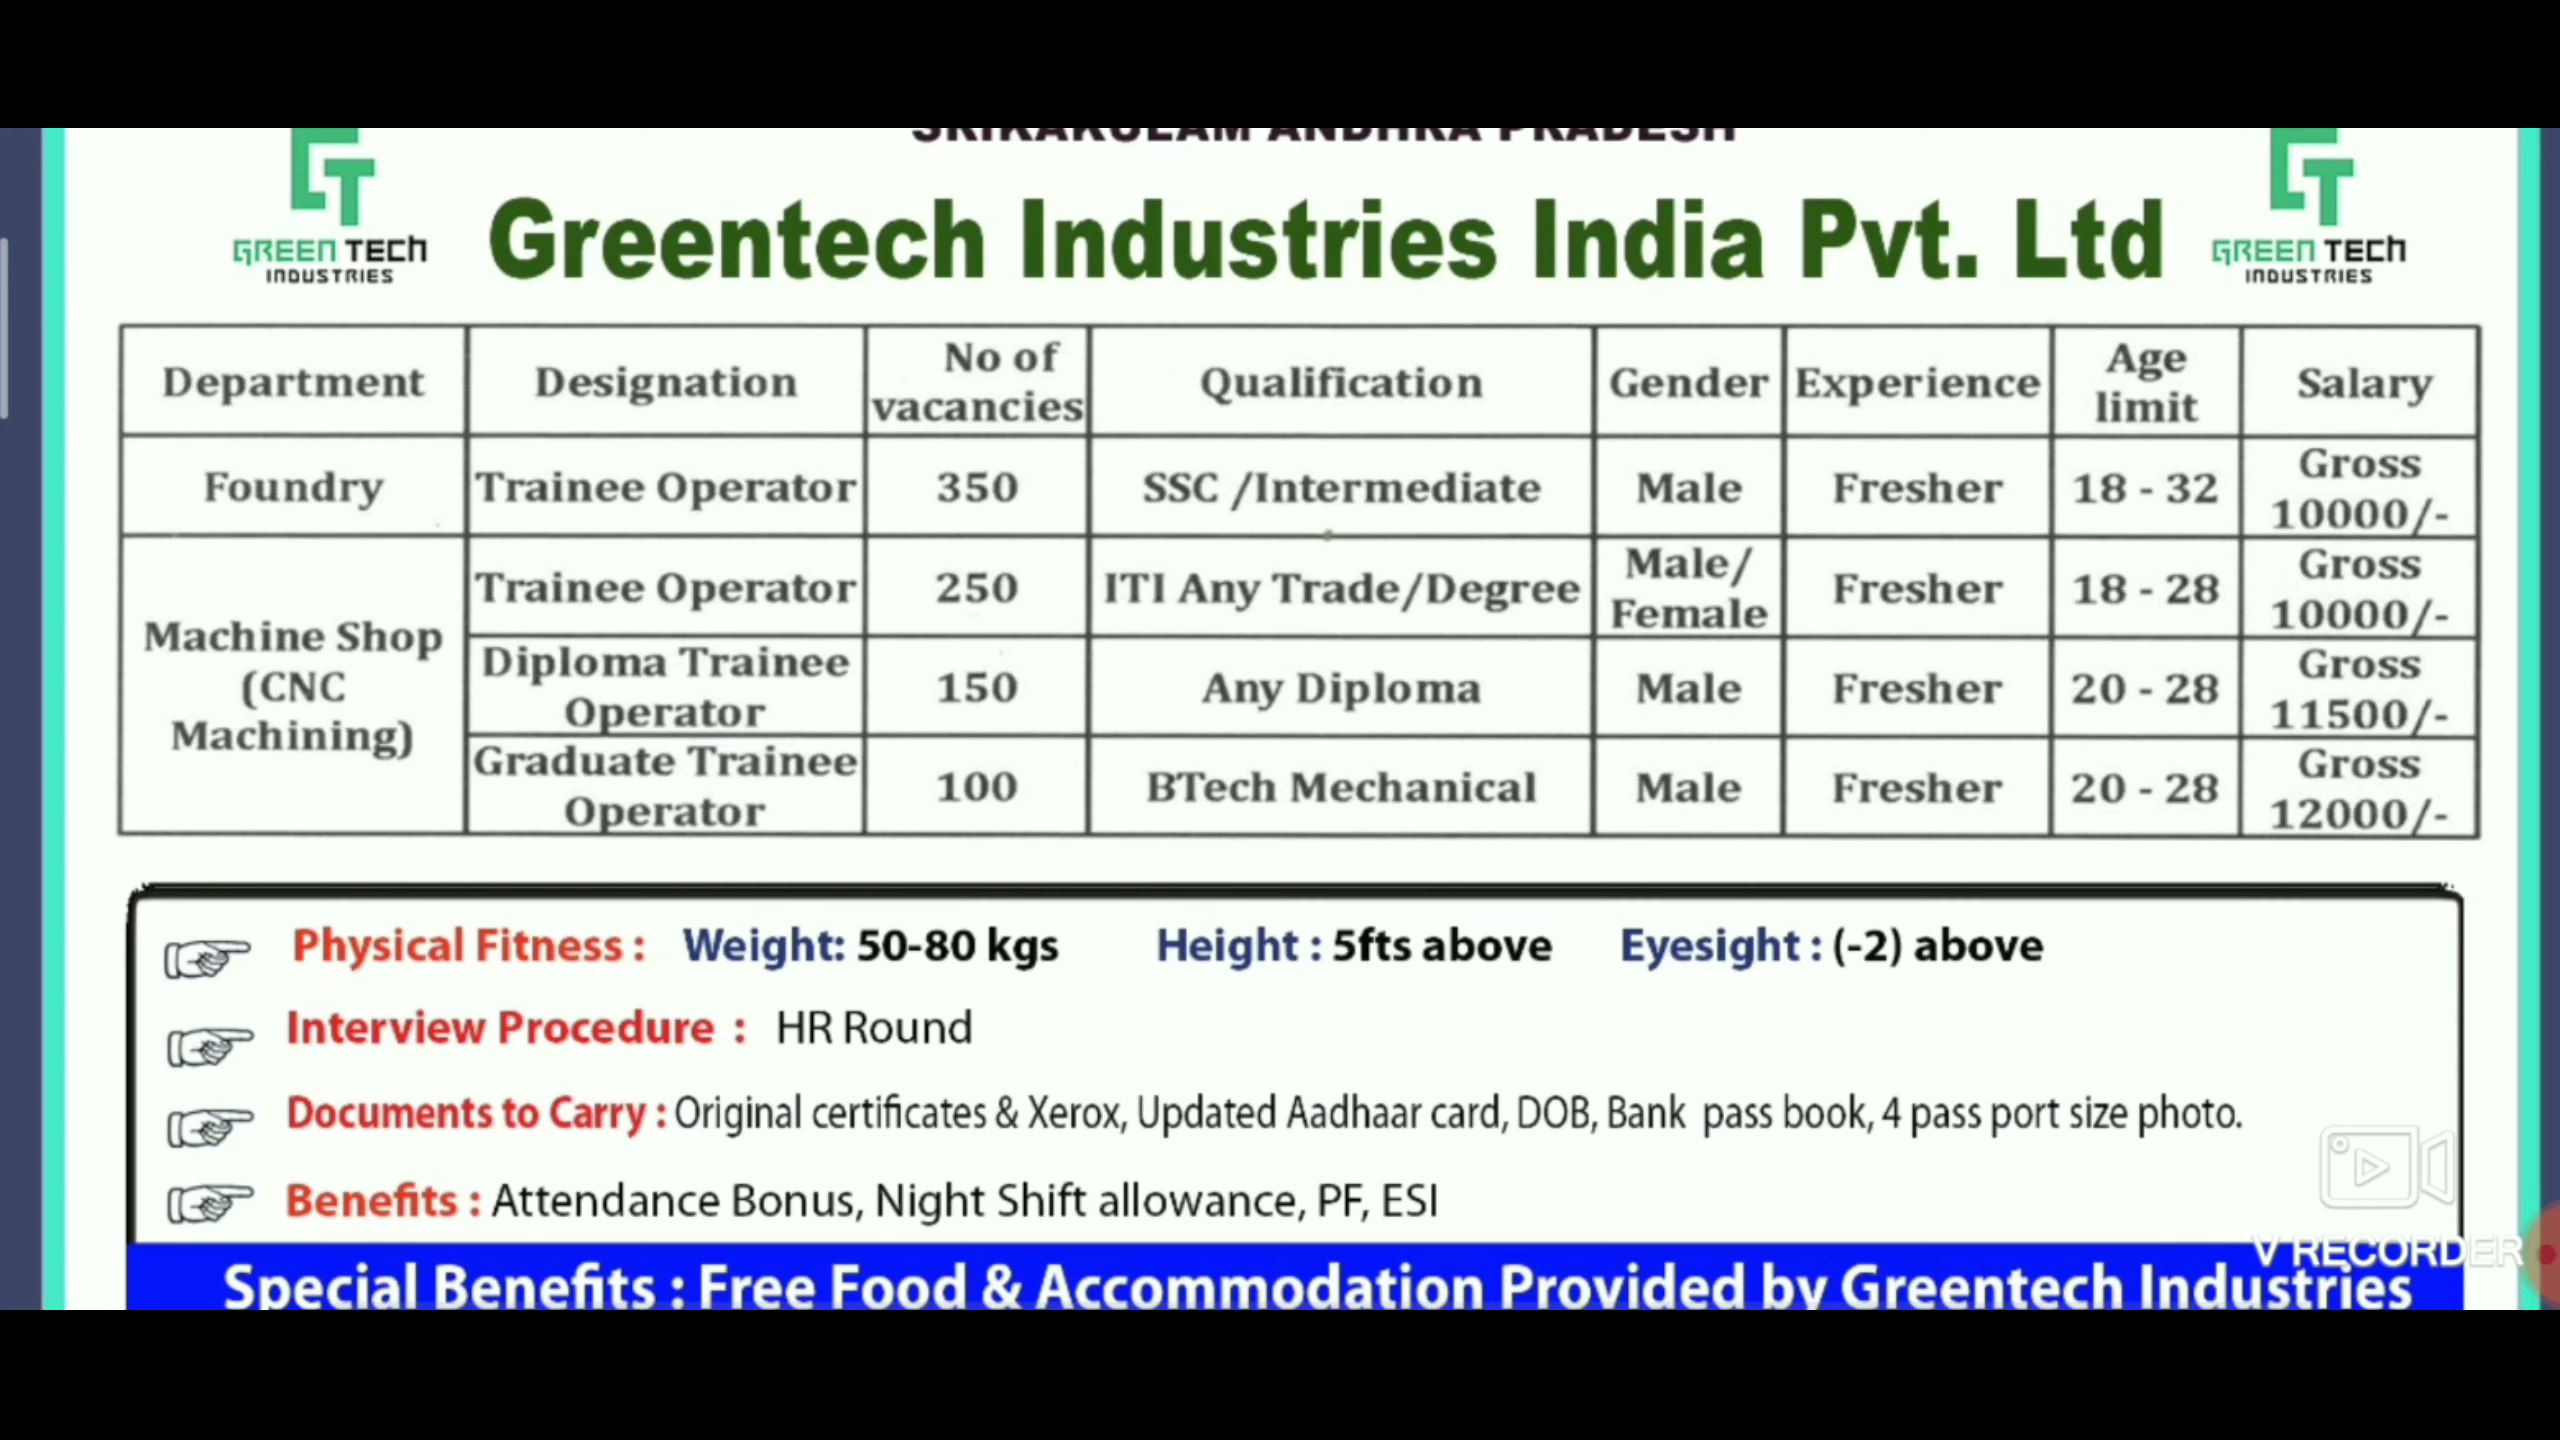 SRIKAKULAM ANDHRA PRADESH
GREEN TECH
INDUSTRIES
Greentech Industries India Pvt. Ltd
GREEN TECH
INDUSTRIES
Department Designation No of vacancies Qualification Gender Experience Age limit Salary
Foundry Trainee Operator 350 SSC /Intermediate Male Fresher 18 - 32 Gross 10000/-
Machine Shop (CNC Machining) Trainee Operator 250 ITI Any Trade/Degree Male/ Female Fresher 18 - 28 Gross 10000/-
Diploma Trainee Operator 150 Any Diploma Male Fresher 20 - 28 Gross 11500/-
Graduate Trainee Operator 100 BTech Mechanical Male Fresher 20 - 28 Gross 12000/-
Physical Fitness : Weight: 50-80 kgs Height : 5fts above Eyesight : (-2) above
Interview Procedure : HR Round
Documents to Carry : Original certificates & Xerox, Updated Aadhaar card, DOB, Bank pass book, 4 pass port size photo.
Benefits : Attendance Bonus, Night Shift allowance, PF, ESI
V RECORDER
Special Benefits : Free Food & Accommodation Provided by Greentech Industries